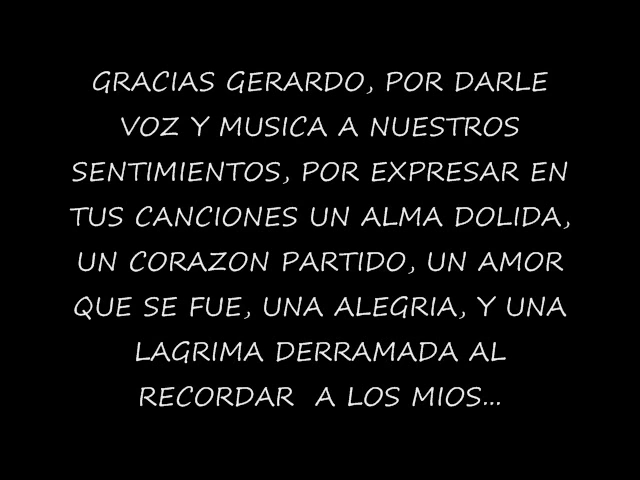 GRACIAS GERARDO, POR DARLE
VOZ Y MUSICA A NUESTROS
SENTIMIENTOS, POR EXPRESAR EN
TUS CANCIONES UN ALMA DOLIDA,
UN CORAZON PARTIDO, UN AMOR
QUE SE FUE, UNA ALEGRIA, Y UNA
LAGRIMA DERRAMADA AL
RECORDAR  A LOS MIOS...